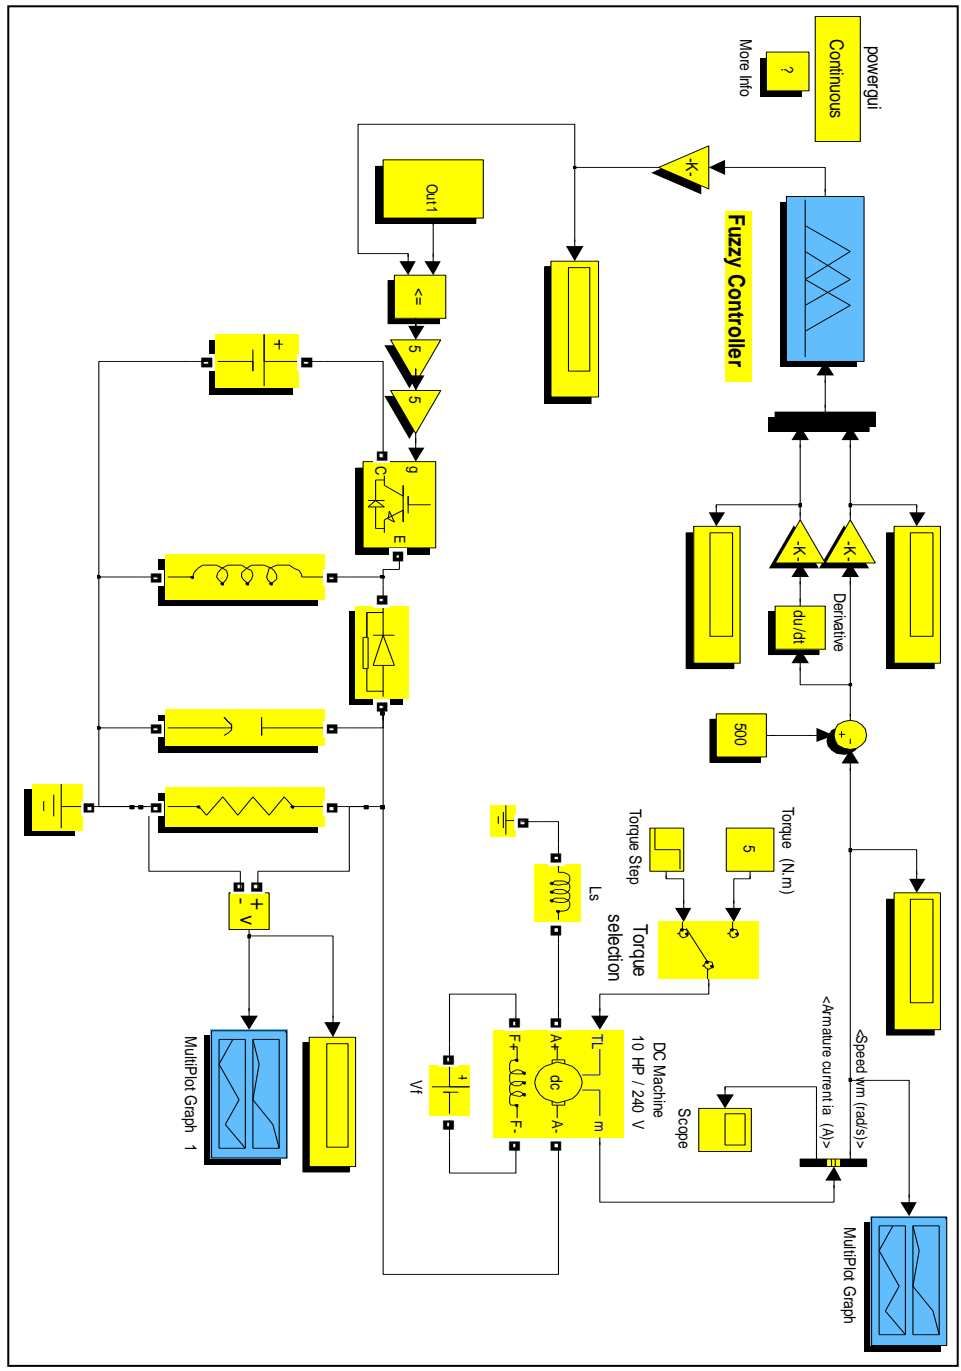 powergui
Continuous
?
More Info
-K-
Fuzzy Controller
Out1
<=
5
5
+
g
C
E
-K-
-K-
Derivative
du/dt
500
-
+
Torque (N.m)
5
Torque Step
Torque
selection
Ls
<Speed wm (rad/s)>
<Armature current ia (A)>
Scope
DC Machine
10 HP / 240 V
TL
m
A+
dc
A-
F+
F-
+
Vf
+
-
v
MultiPlot Graph
MultiPlot Graph 1